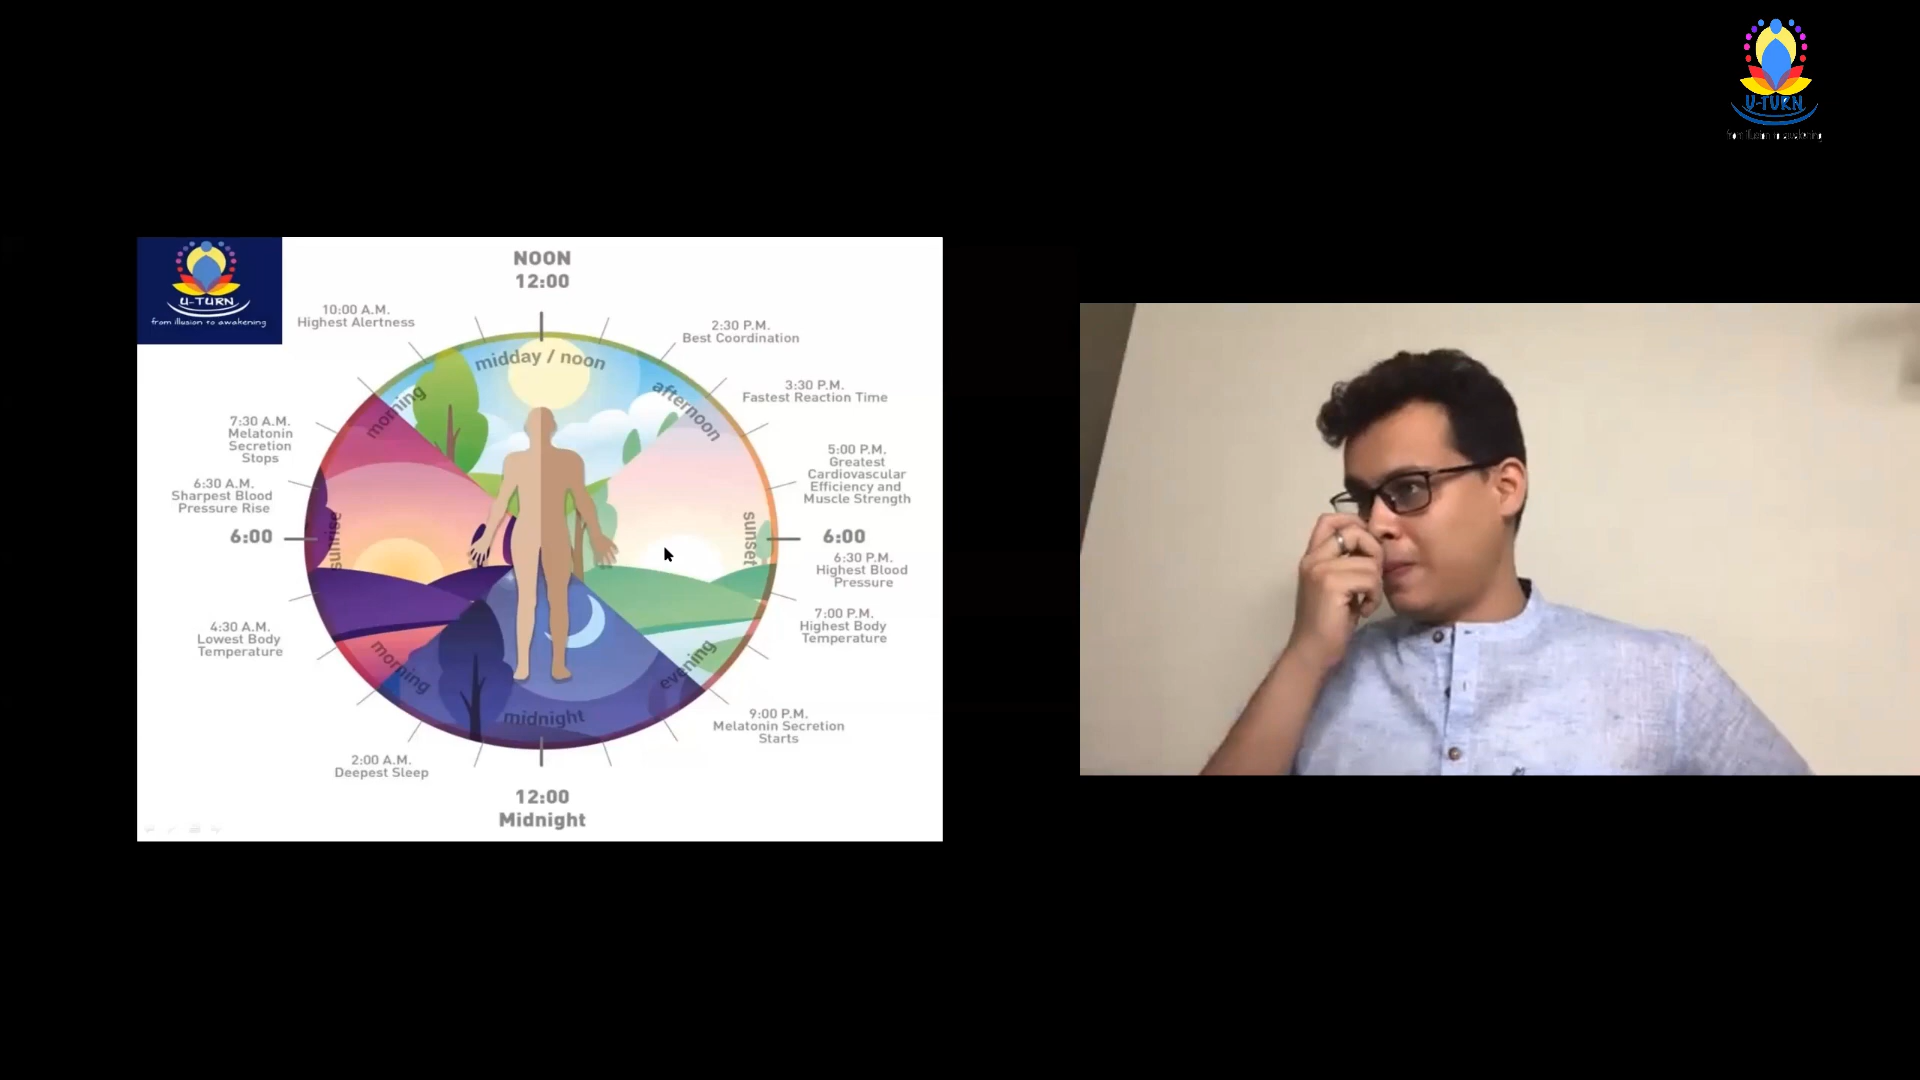 U-TURN
from illusion to awakening
U-TURN
from illusion to awakening
NOON
12:00
10:00 A.M.
Highest Alertness
2:30 P.M.
Best Coordination
midday / noon
morning
afternoon
3:30 P.M.
Fastest Reaction Time
7:30 A.M.
Melatonin
Secretion
Stops
5:00 P.M.
Greatest
Cardiovascular
Efficiency and
Muscle Strength
6:30 A.M.
Sharpest Blood
Pressure Rise
6:00
sunrise
sunset
6:00
6:30 P.M.
Highest Blood
Pressure
4:30 A.M.
Lowest Body
Temperature
7:00 P.M.
Highest Body
Temperature
morning
evening
midnight
9:00 P.M.
Melatonin Secretion
Starts
2:00 A.M.
Deepest Sleep
12:00
Midnight